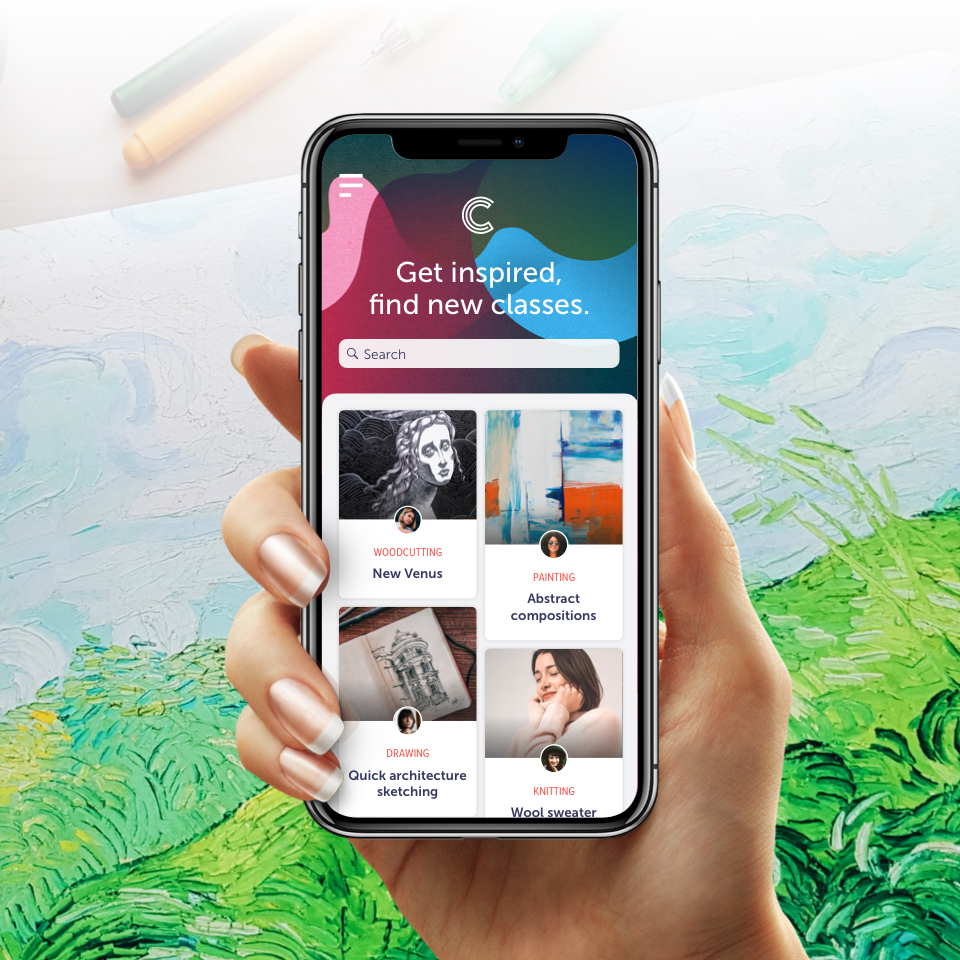 C
Get inspired,
find new classes.
Search
WOODCUTTING
New Venus
PAINTING
Abstract
compositions
DRAWING
Quick architecture
sketching
KNITTING
Wool sweater